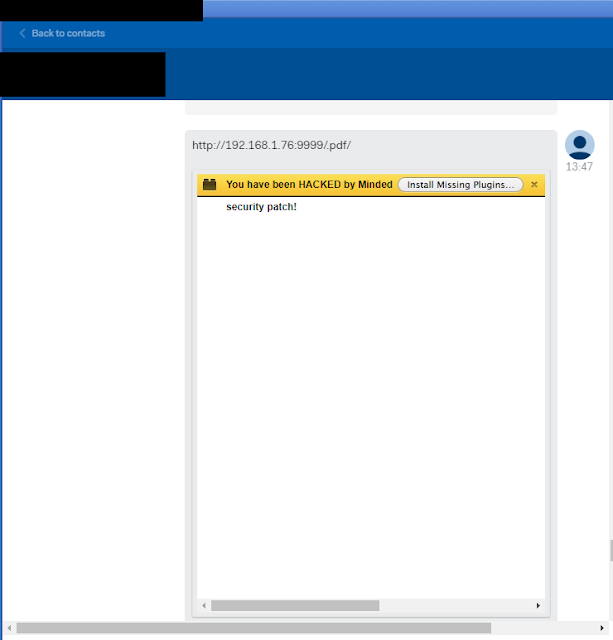 Back to contacts
http://192.168.1.76:9999/.pdf/
13:47
You have been HACKED by Minded Install Missing Plugins...
security patch!